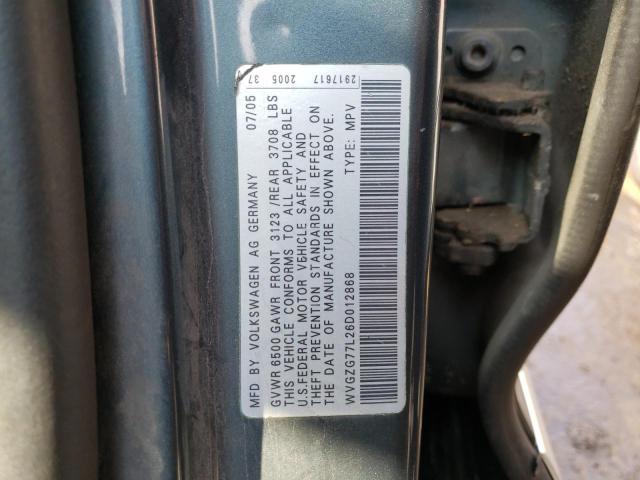 MFD. BY VOLKSWAGEN AG GERMANY 07/05
GVWR 6500 GAWR FRONT 3123 /REAR 3708 LBS
THIS VEHICLE CONFORMS TO ALL APPLICABLE
U.S.FEDERAL MOTOR VEHICLE SAFETY AND
THEFT PREVENTION STANDARDS IN EFFECT ON
THE DATE OF MANUFACTURE SHOWN ABOVE.
WVGZG77L26D012868 TYPE: MPV
37 2005 2917617